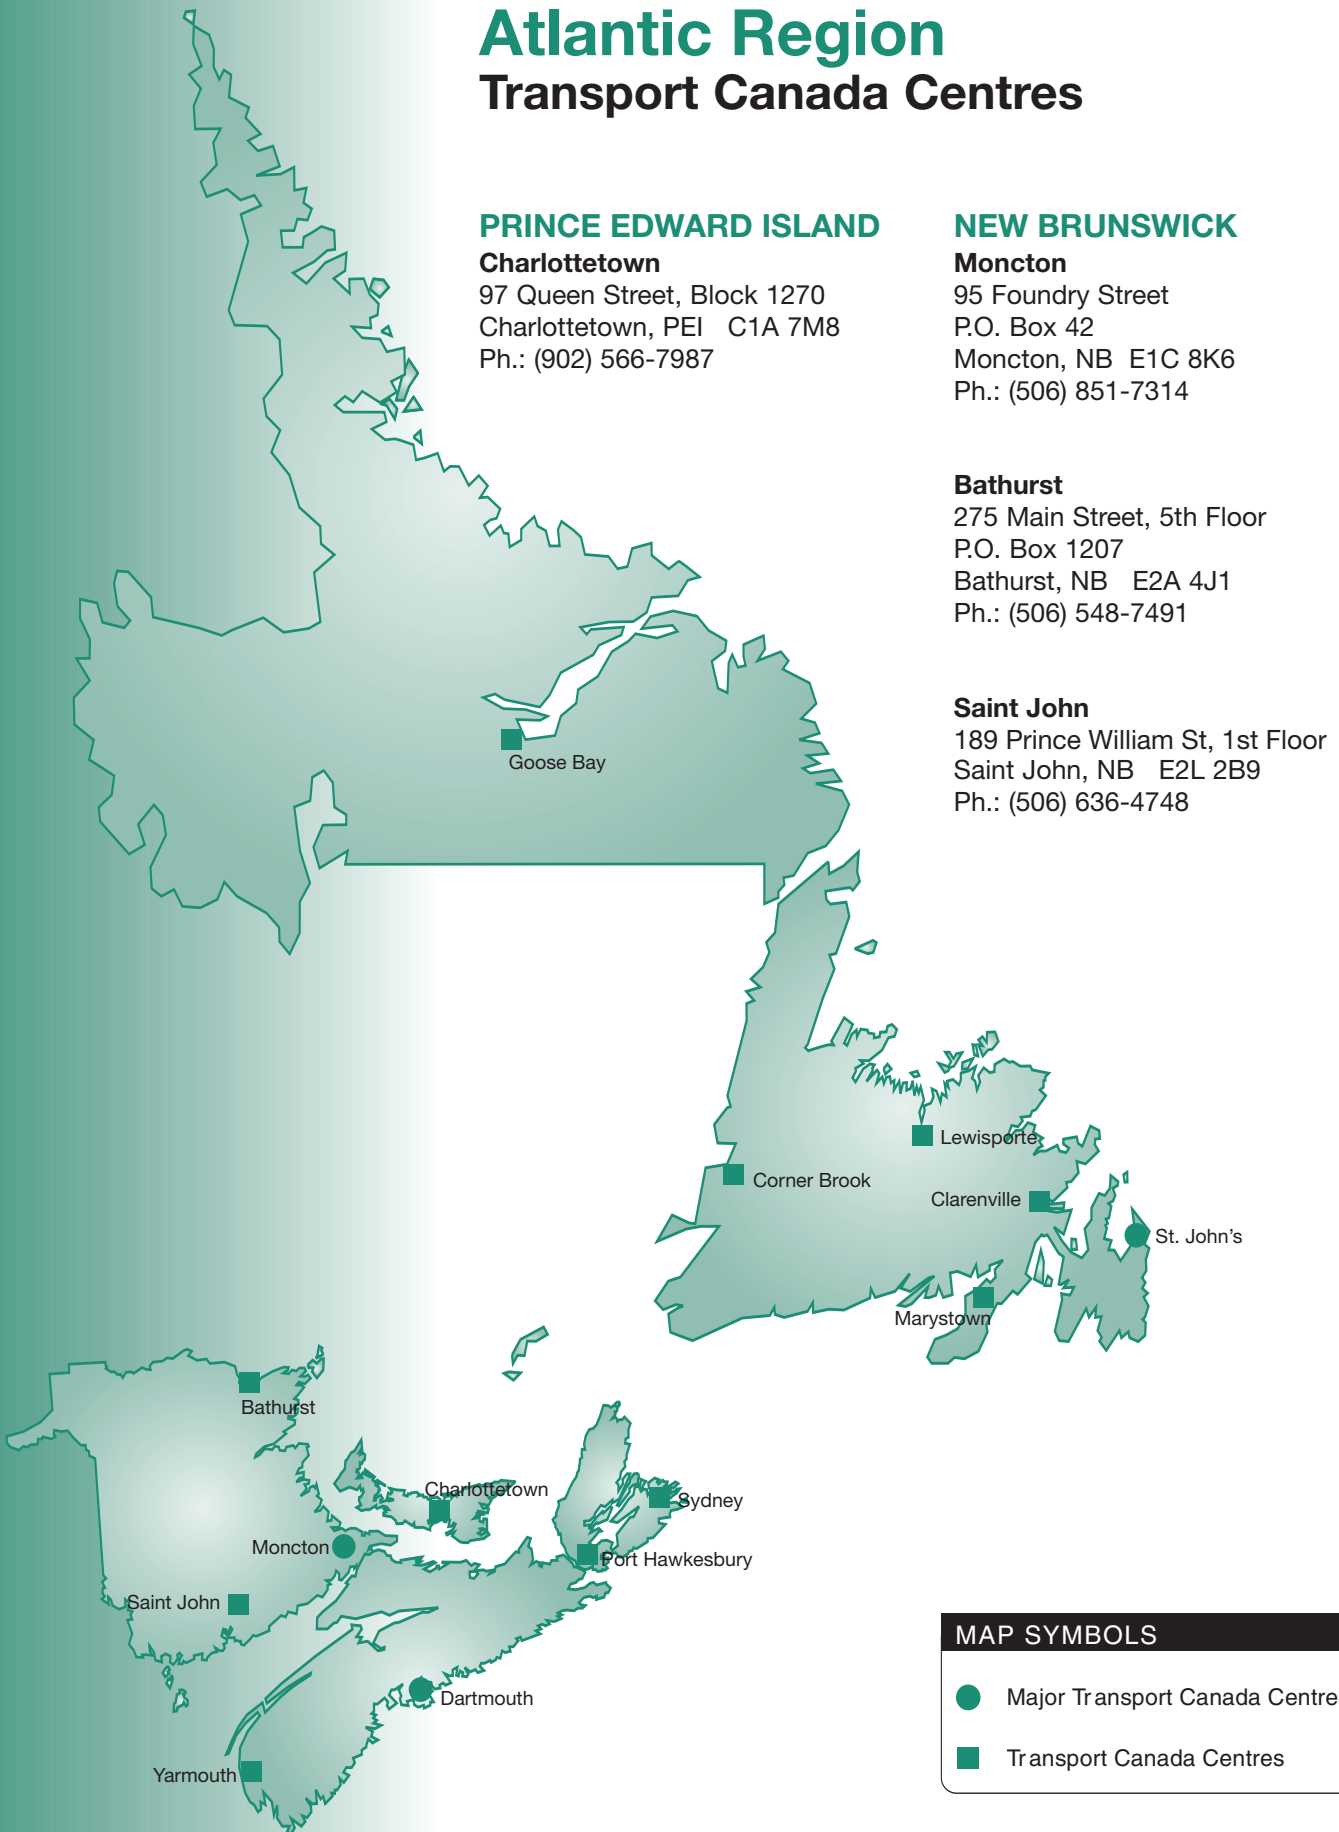 Atlantic Region
Transport Canada Centres
PRINCE EDWARD ISLAND
Charlottetown
97 Queen Street, Block 1270
Charlottetown, PEI C1A 7M8
Ph.: (902) 566-7987
NEW BRUNSWICK
Moncton
95 Foundry Street
P.O. Box 42
Moncton, NB E1C 8K6
Ph.: (506) 851-7314
Bathurst
275 Main Street, 5th Floor
P.O. Box 1207
Bathurst, NB E2A 4J1
Ph.: (506) 548-7491
Saint John
189 Prince William St, 1st Floor
Saint John, NB E2L 2B9
Ph.: (506) 636-4748
Goose Bay
Lewisporte
Corner Brook
Clarenville
St. John's
Marystown
Bathurst
Charlottetown
Sydney
Moncton
Port Hawkesbury
Saint John
Dartmouth
Yarmouth
MAP SYMBOLS
Major Transport Canada Centre
Transport Canada Centres